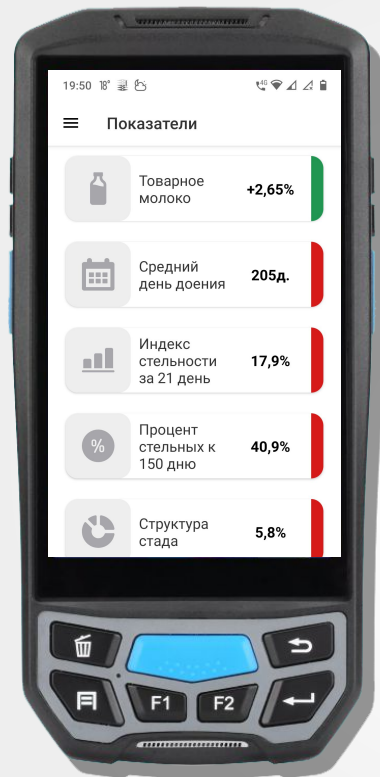 19:50 18°
4G
Показатели
Товарное
молоко
+2,65%
Средний
день доения
205д.
Индекс
стельности
за 21 день
17,9%
%
Процент
стельных к
150 дню
40,9%
Структура
стада
5,8%
F1 F2